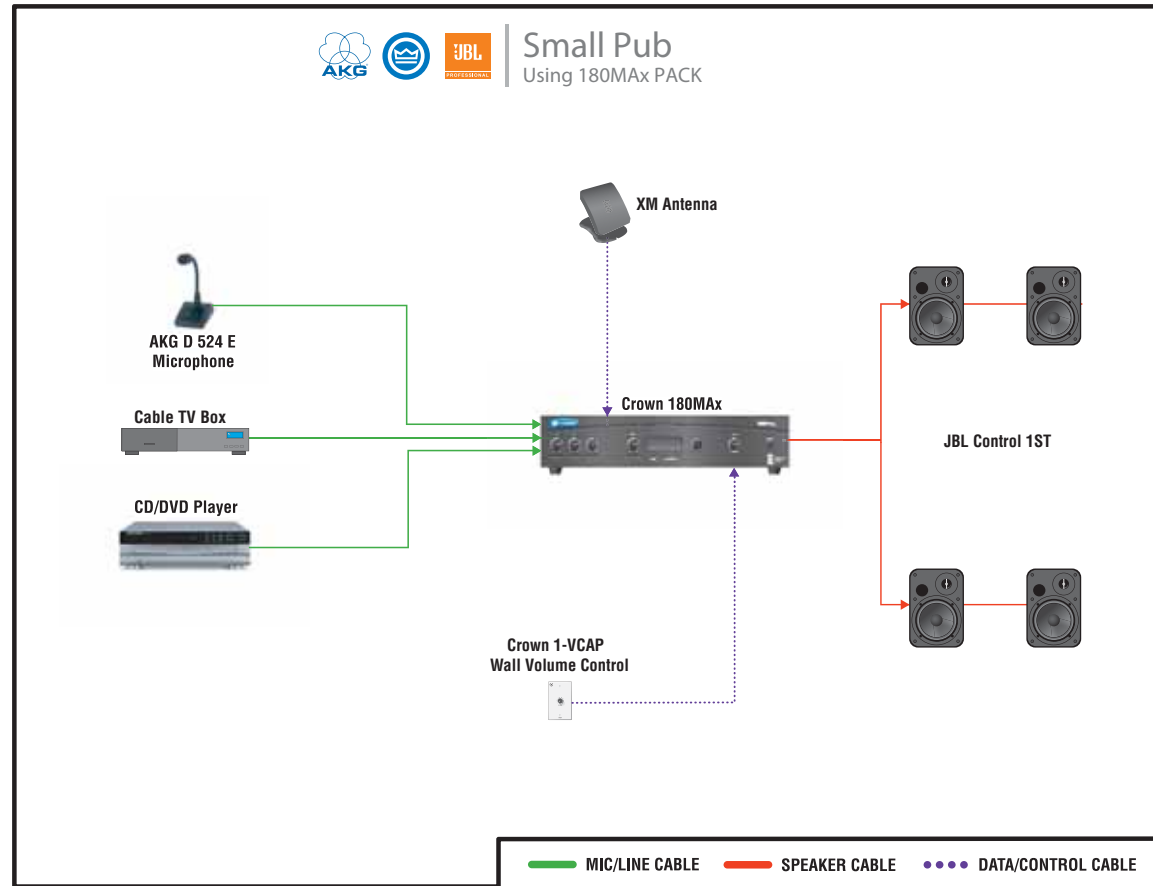 AKG
JBL
PROFESSIONAL
Small Pub
Using 180MAx PACK
XM Antenna
AKG D 524 E
Microphone
Cable TV Box
Crown 180MAx
JBL Control 1ST
CD/DVD Player
Crown 1-VCAP
Wall Volume Control
MIC/LINE CABLE
SPEAKER CABLE
DATA/CONTROL CABLE